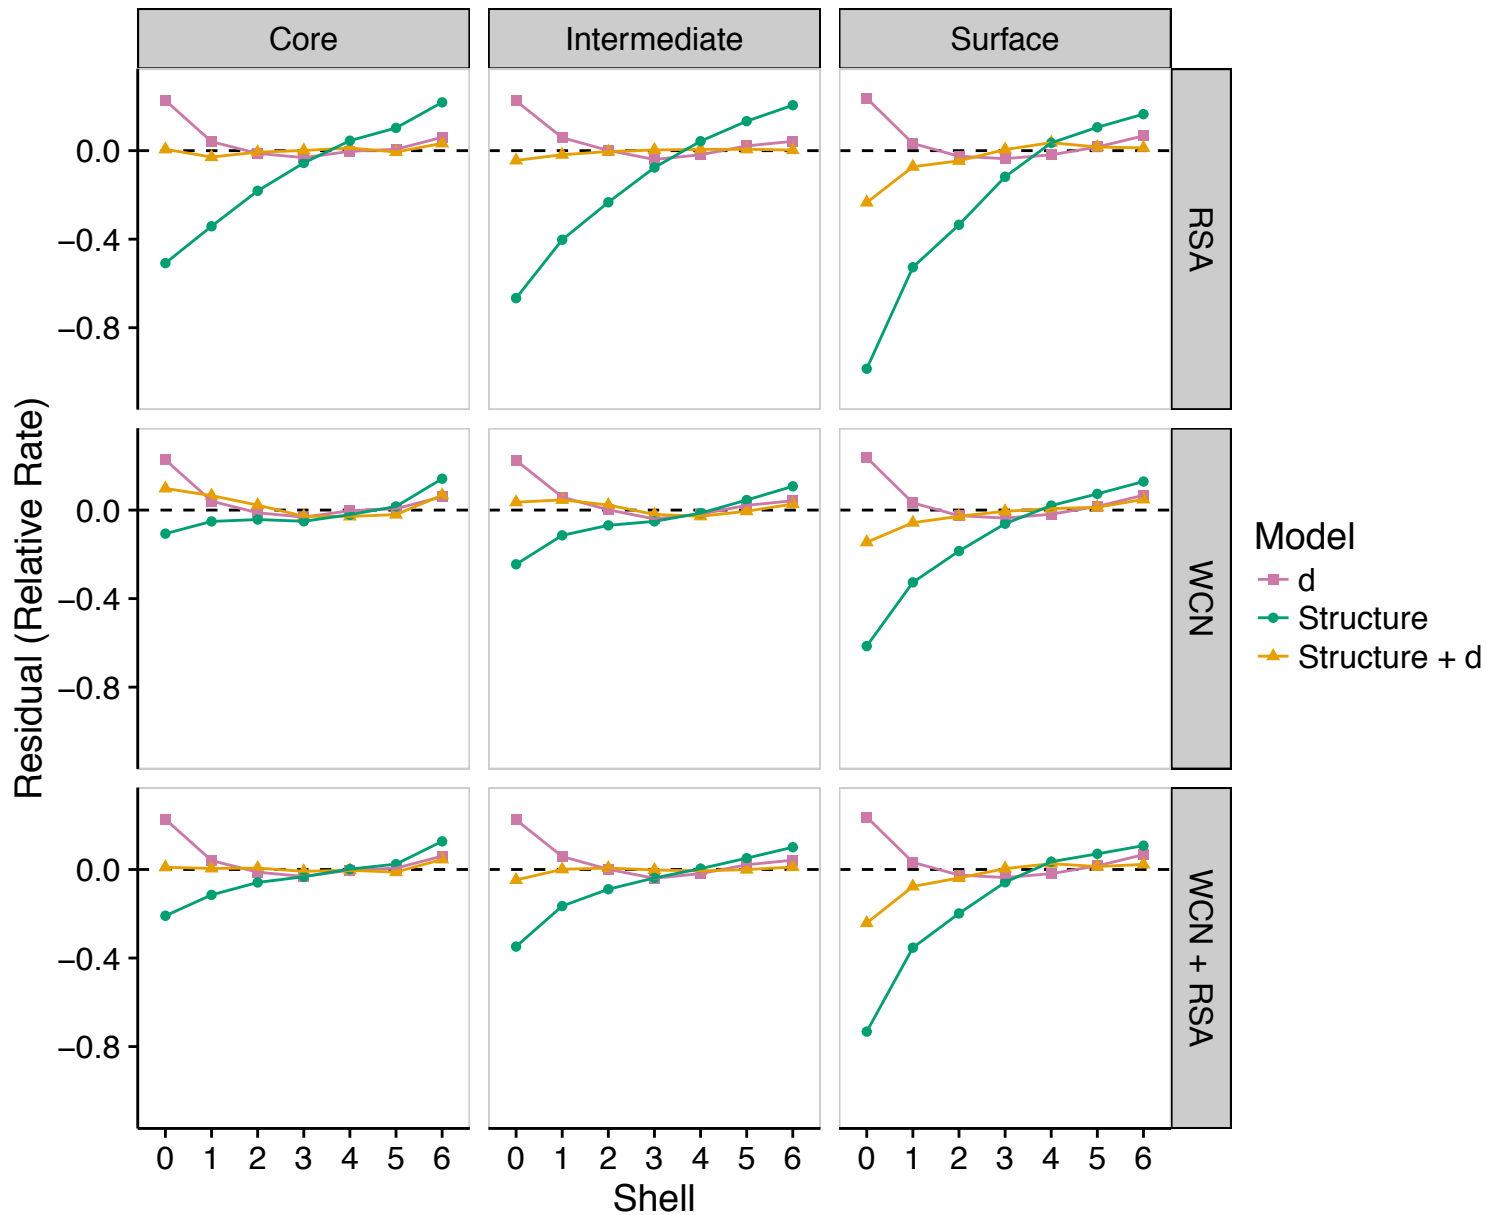 Core
Intermediate
Surface
0.0
−0.4
−0.8
RSA
0.0
−0.4
−0.8
WCN
0.0
−0.4
−0.8
WCN + RSA
0 1 2 3 4 5 6
0 1 2 3 4 5 6
0 1 2 3 4 5 6
Shell
Residual (Relative Rate)
Model
d
Structure
Structure + d